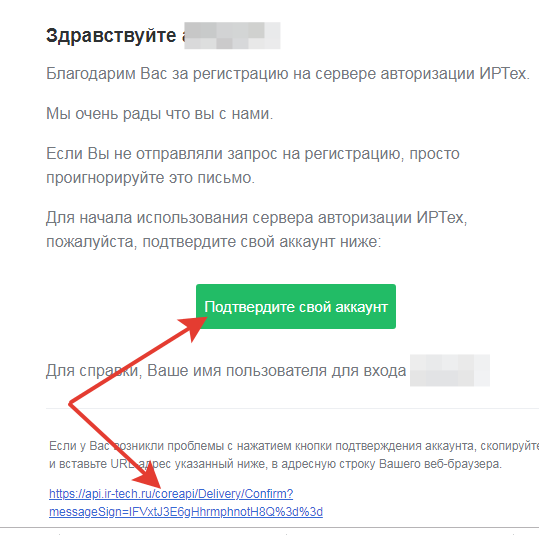 Здравствуйте
Благодарим Вас за регистрацию на сервере авторизации ИРТех.
Мы очень рады что вы с нами.
Если Вы не отправляли запрос на регистрацию, просто
проигнорируйте это письмо.
Для начала использования сервера авторизации ИРТех,
пожалуйста, подтвердите свой аккаунт ниже:
Подтвердите свой аккаунт
Для справки, Ваше имя пользователя для входа
Если у Вас возникли проблемы с нажатием кнопки подтверждения аккаунта, скопируйте
и вставьте URL адрес указанный ниже, в адресную строку Вашего веб-браузера.
https://api.ir-tech.ru/coreapi/Delivery/Confirm?
messageSign=IFVxtJ3E6gHhrmphnotH8Q%3d%3d